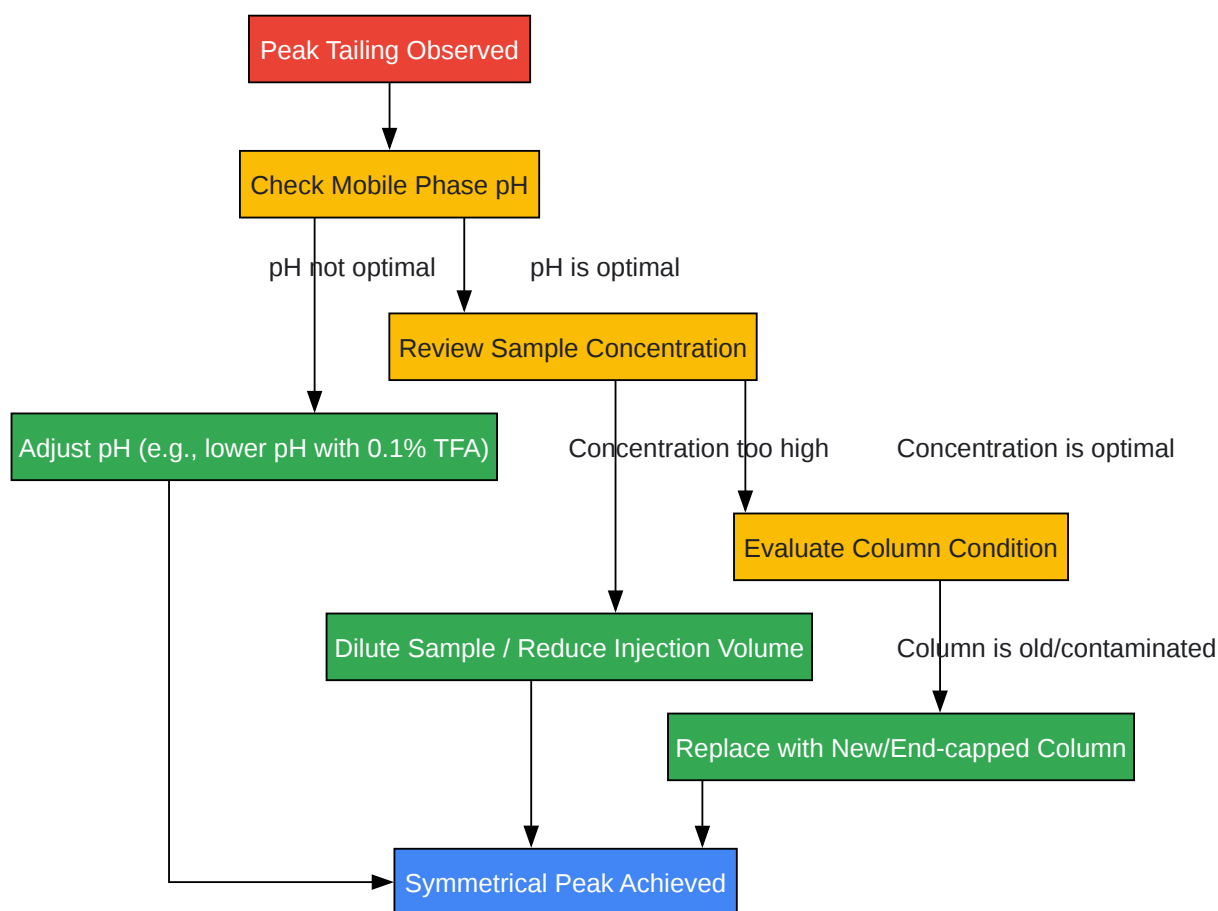 Peak Tailing Observed
Check Mobile Phase pH
pH not optimal
pH is optimal
Review Sample Concentration
Adjust pH (e.g., lower pH with 0.1% TFA)
Concentration too high
Concentration is optimal
Evaluate Column Condition
Dilute Sample / Reduce Injection Volume
Column is old/contaminated
Replace with New/End-capped Column
Symmetrical Peak Achieved